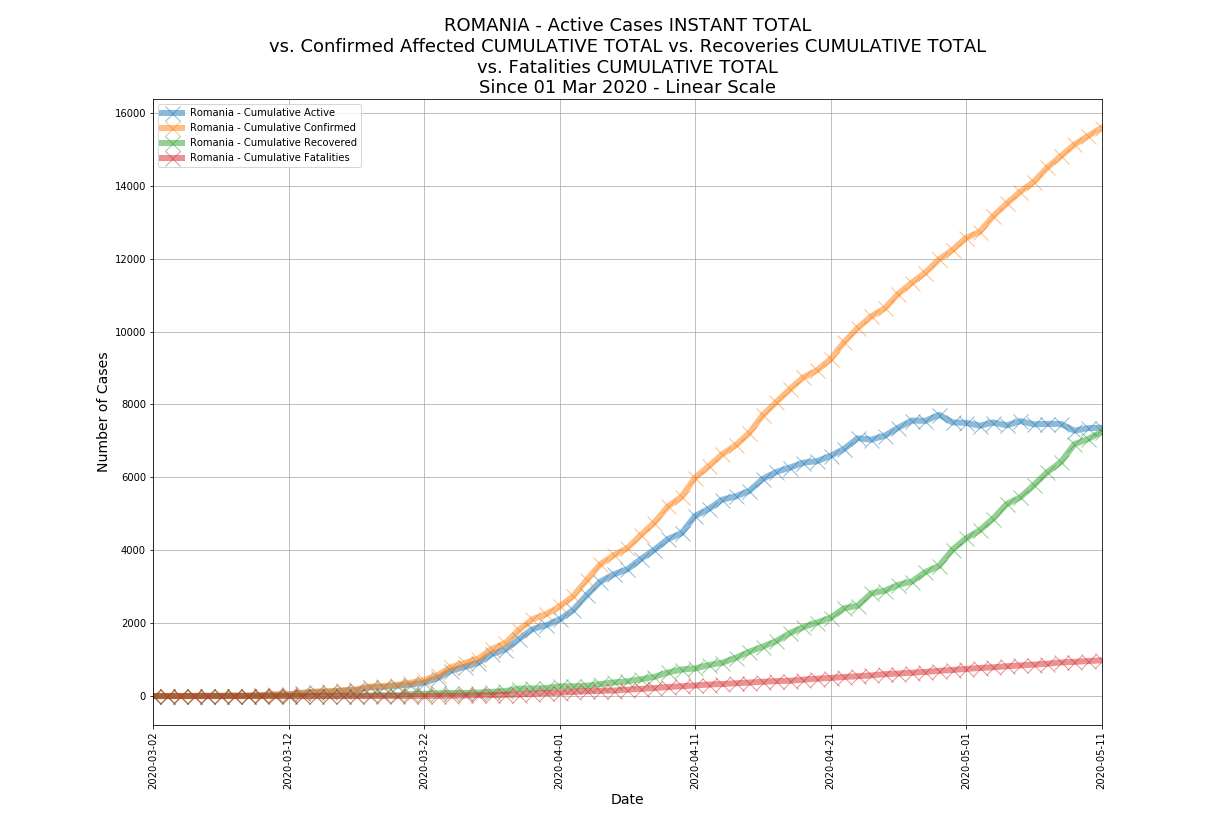 ROMANIA - Active Cases INSTANT TOTAL
vs. Confirmed Affected CUMULATIVE TOTAL vs. Recoveries CUMULATIVE TOTAL
vs. Fatalities CUMULATIVE TOTAL
Since 01 Mar 2020 - Linear Scale
Romania - Cumulative Active
Romania - Cumulative Confirmed
Romania - Cumulative Recovered
Romania - Cumulative Fatalities
Number of Cases
16000
14000
12000
10000
8000
6000
4000
2000
0
2020-03-02
2020-03-12
2020-03-22
2020-04-01
2020-04-11
2020-04-21
2020-05-01
2020-05-11
Date